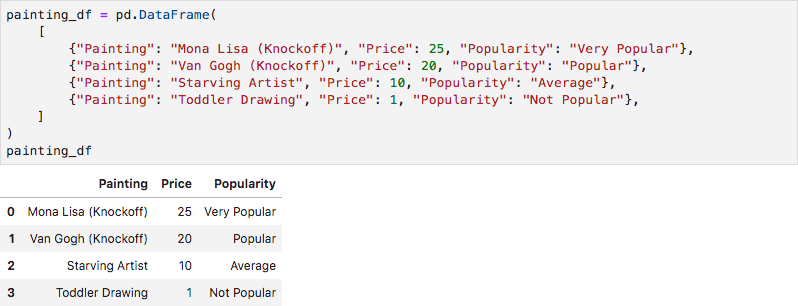 painting_df = pd.DataFrame(
    [
        {"Painting": "Mona Lisa (Knockoff)", "Price": 25, "Popularity": "Very Popular"},
        {"Painting": "Van Gogh (Knockoff)", "Price": 20, "Popularity": "Popular"},
        {"Painting": "Starving Artist", "Price": 10, "Popularity": "Average"},
        {"Painting": "Toddler Drawing", "Price": 1, "Popularity": "Not Popular"},
    ]
)
painting_df
Painting Price Popularity
0 Mona Lisa (Knockoff) 25 Very Popular
1 Van Gogh (Knockoff) 20 Popular
2 Starving Artist 10 Average
3 Toddler Drawing 1 Not Popular